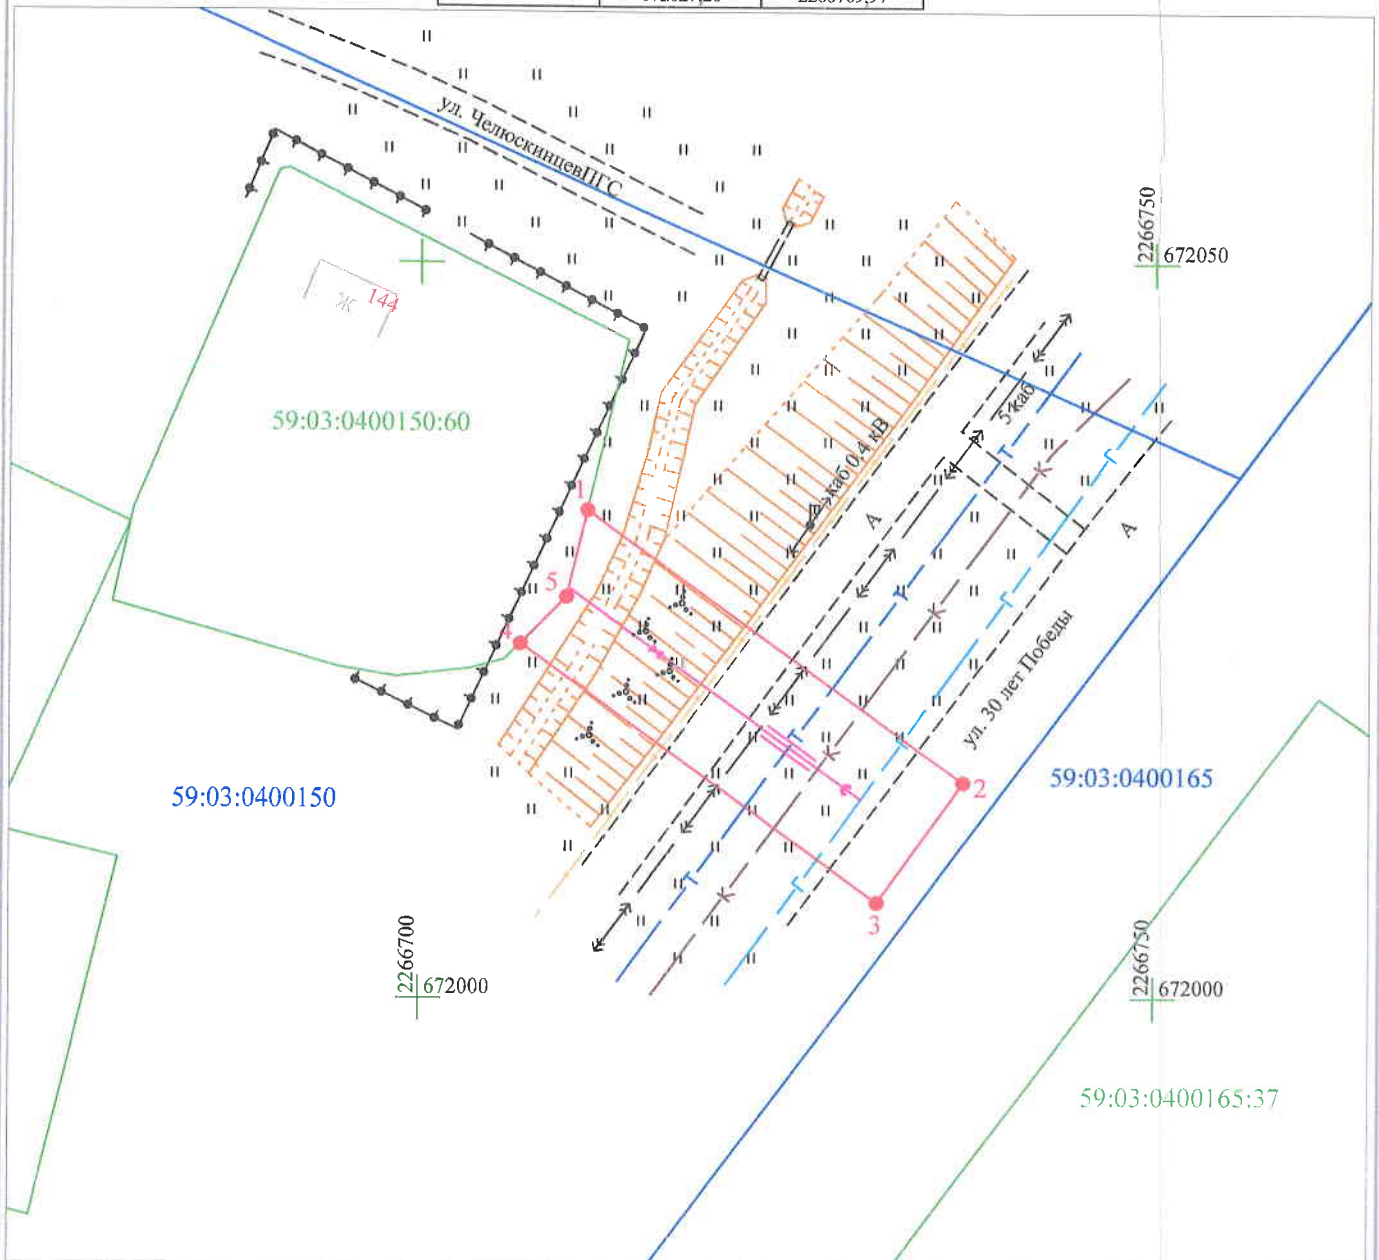 ул. ЧелюскинцевПГС
2266750
672050
Ж
144
59:03:0400150:60
5 каб
Т
К
Г
каб 0,4 кВ
А
А
1
Т
К
Г
5
4
ул. 30 лет Победы
Т
К
Г
59:03:0400150
59:03:0400165
2
Т
К
Г
3
2266700
672000
2266750
672000
59:03:0400165:37